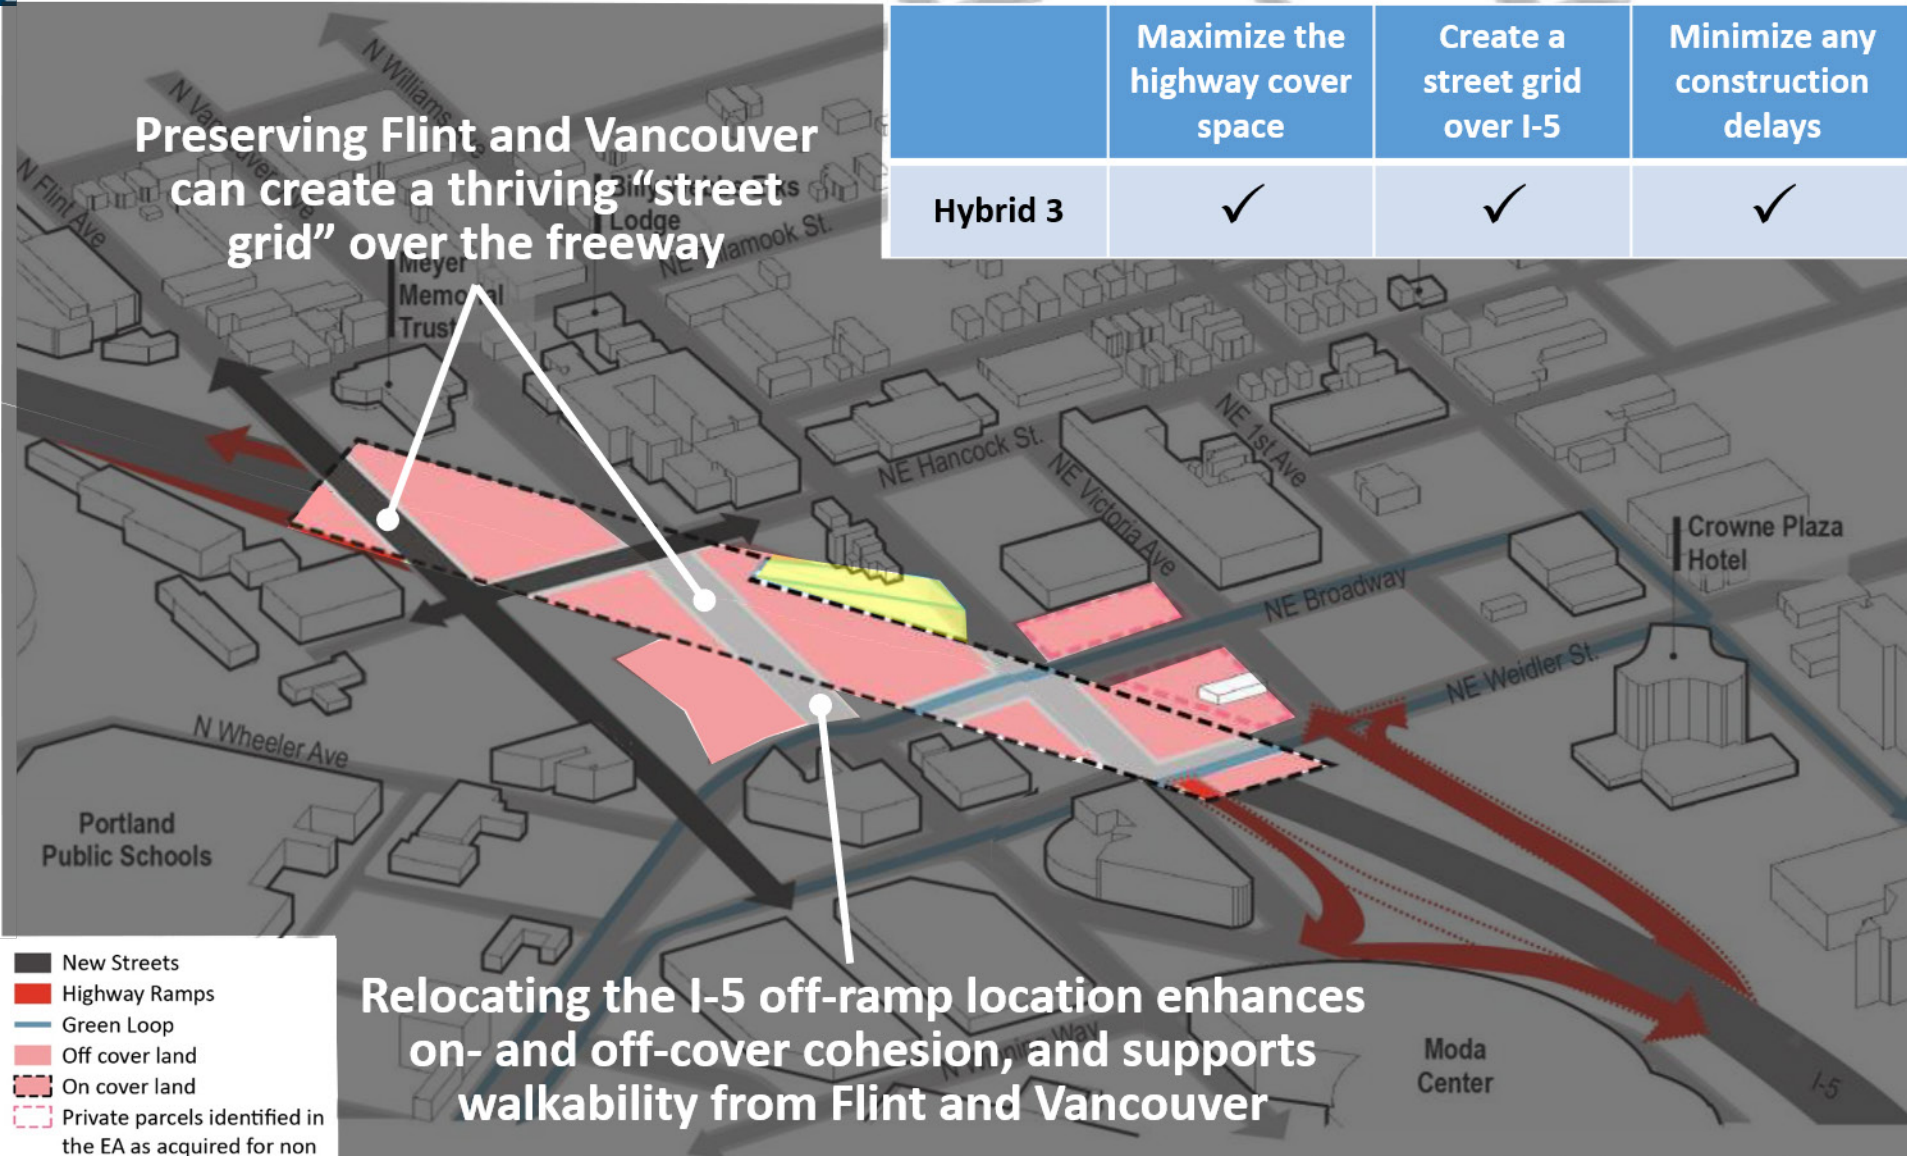 Maximize the
highway cover
space
Create a
street grid
over I-5
Minimize any
construction
delays
Hybrid 3
✓
✓
✓
N Williams
N Flint Ave
Preserving Flint and Vancouver
can create a thriving “street
grid” over the freeway
Lodge
Meyer
Memorial
Trust
NE Hancock St.
NE Victoria Ave
NE 1st Ave
Crowne Plaza
Hotel
NE Broadway
NE Weidler St.
N Wheeler Ave
Portland
Public Schools
New Streets
Highway Ramps
Green Loop
Off cover land
On cover land
Private parcels identified in
the EA as acquired for non
Relocating the I-5 off-ramp location enhances
on- and off-cover cohesion, and supports
walkability from Flint and Vancouver
Moda
Center
I-5